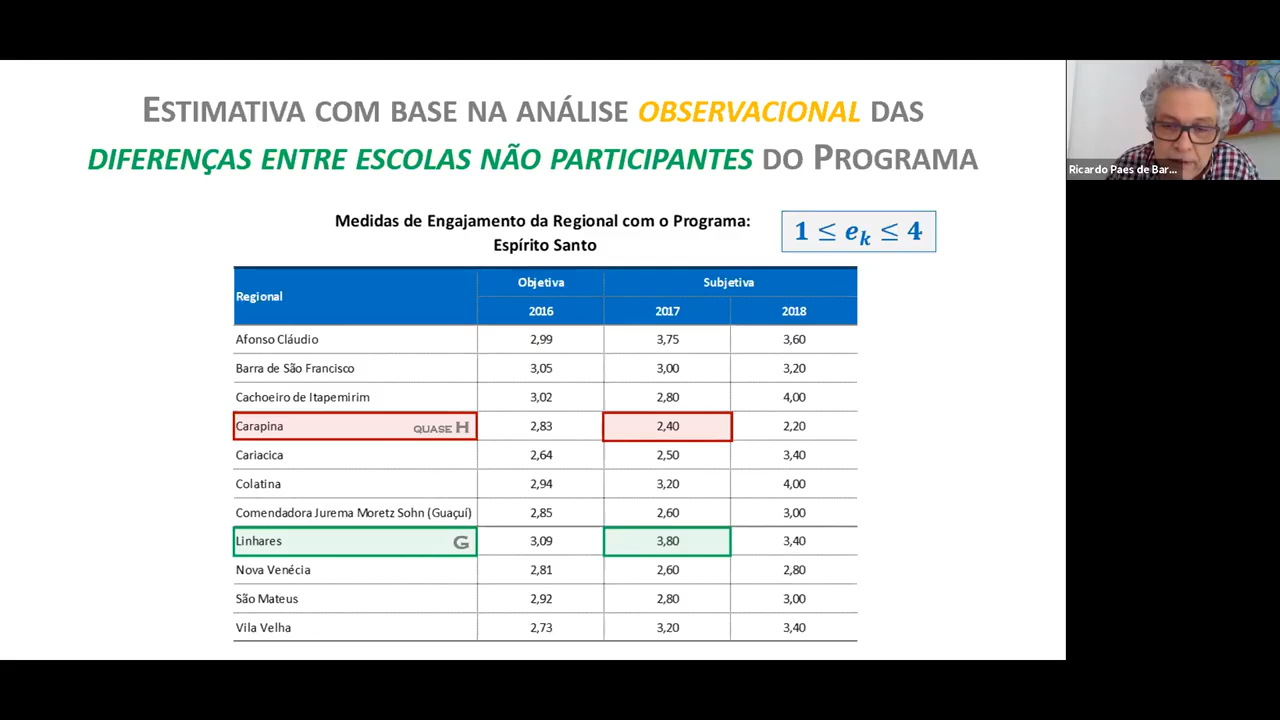 ESTIMATIVA COM BASE NA ANÁLISE OBSERVACIONAL DAS
DIFERENÇAS ENTRE ESCOLAS NÃO PARTICIPANTES DO PROGRAMA
Ricardo Paes de Bar...
Medidas de Engajamento da Regional com o Programa:
Espírito Santo
1 ≤ eₖ ≤ 4
Regional Objetiva Subjetiva
2016 2017 2018
Afonso Cláudio 2,99 3,75 3,60
Barra de São Francisco 3,05 3,00 3,20
Cachoeiro de Itapemirim 3,02 2,80 4,00
Carapina QUASE H 2,83 2,40 2,20
Cariacica 2,64 2,50 3,40
Colatina 2,94 3,20 4,00
Comendadora Jurema Moretz Sohn (Guaçuí) 2,85 2,60 3,00
Linhares G 3,09 3,80 3,40
Nova Venécia 2,81 2,60 2,80
São Mateus 2,92 2,80 3,00
Vila Velha 2,73 3,20 3,40